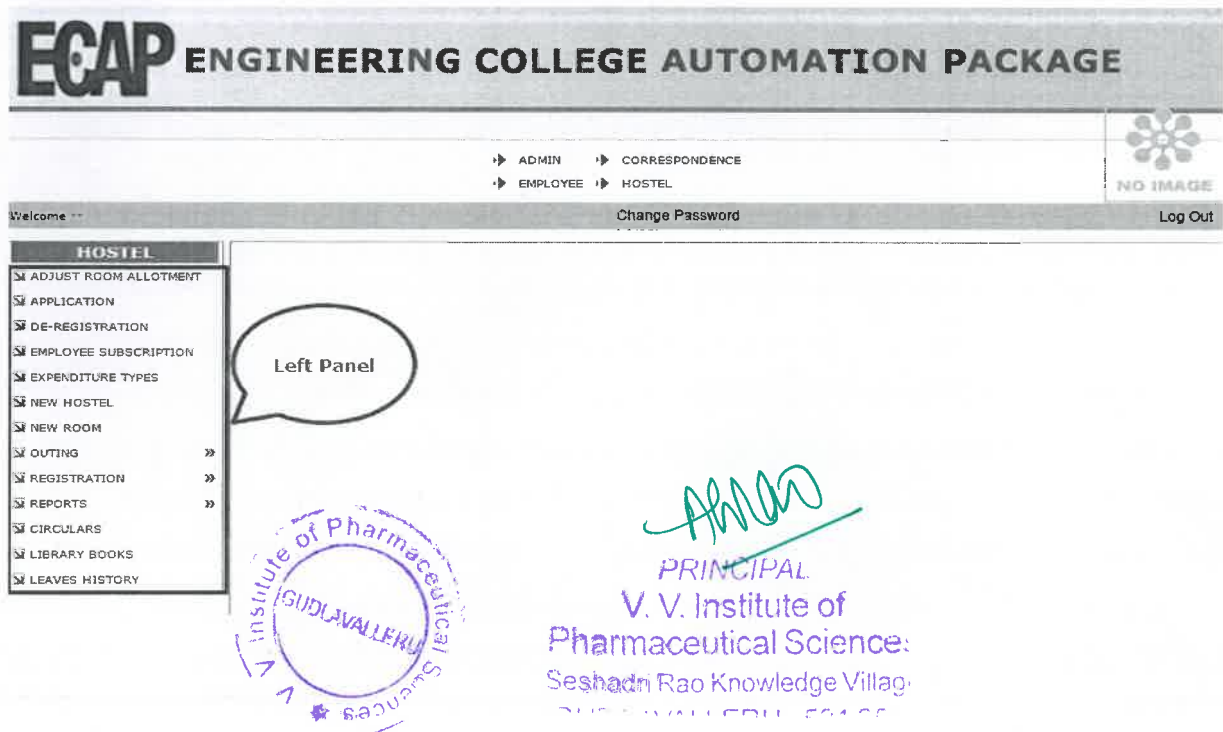 ECAP ENGINEERING COLLEGE AUTOMATION PACKAGE
ADMIN CORRESPONDENCE
EMPLOYEE HOSTEL
NO IMAGE
Welcome --
Change Password
Log Out
HOSTEL
ADJUST ROOM ALLOTMENT
APPLICATION
DE-REGISTRATION
EMPLOYEE SUBSCRIPTION
EXPENDITURE TYPES
NEW HOSTEL
NEW ROOM
OUTING »
REGISTRATION »
REPORTS »
CIRCULARS
LIBRARY BOOKS
LEAVES HISTORY
Left Panel
V V Institute of Pharmaceutical Sciences
GUDLAVALLERU
PRINCIPAL
V. V. Institute of
Pharmaceutical Science
Seshadri Rao Knowledge Villag